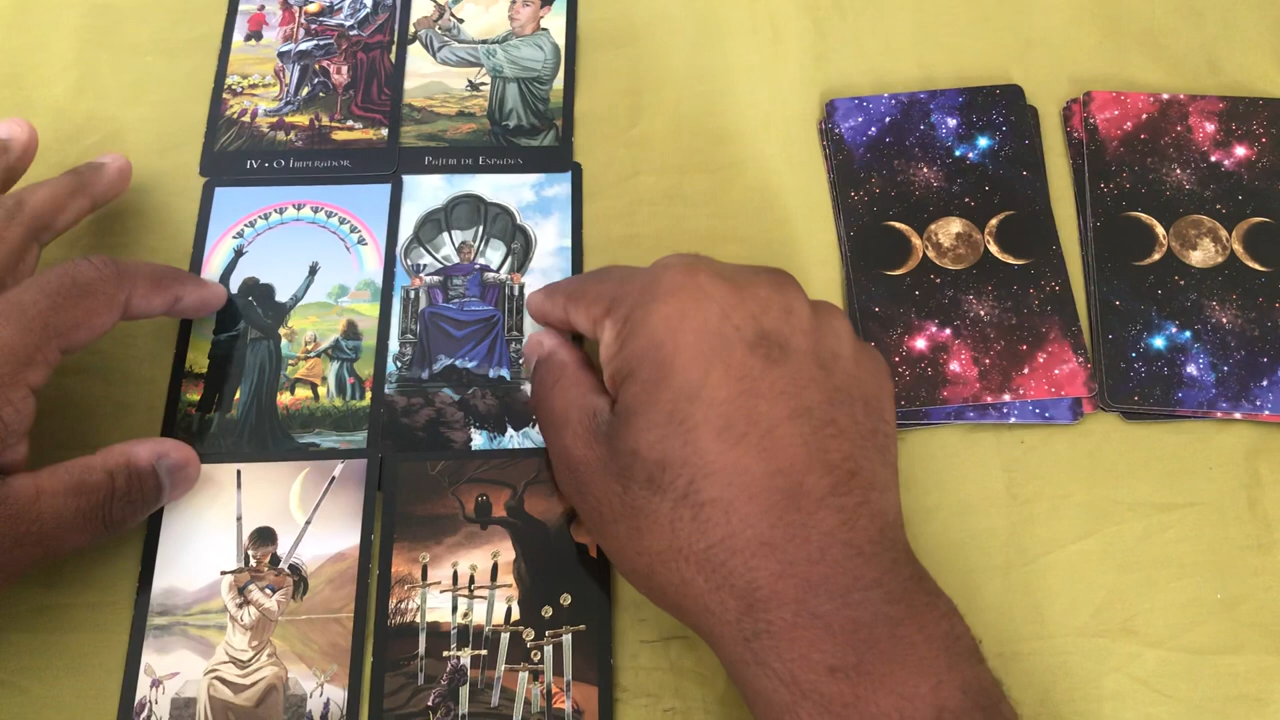 IV • O Imperador
Pajem de Espadas